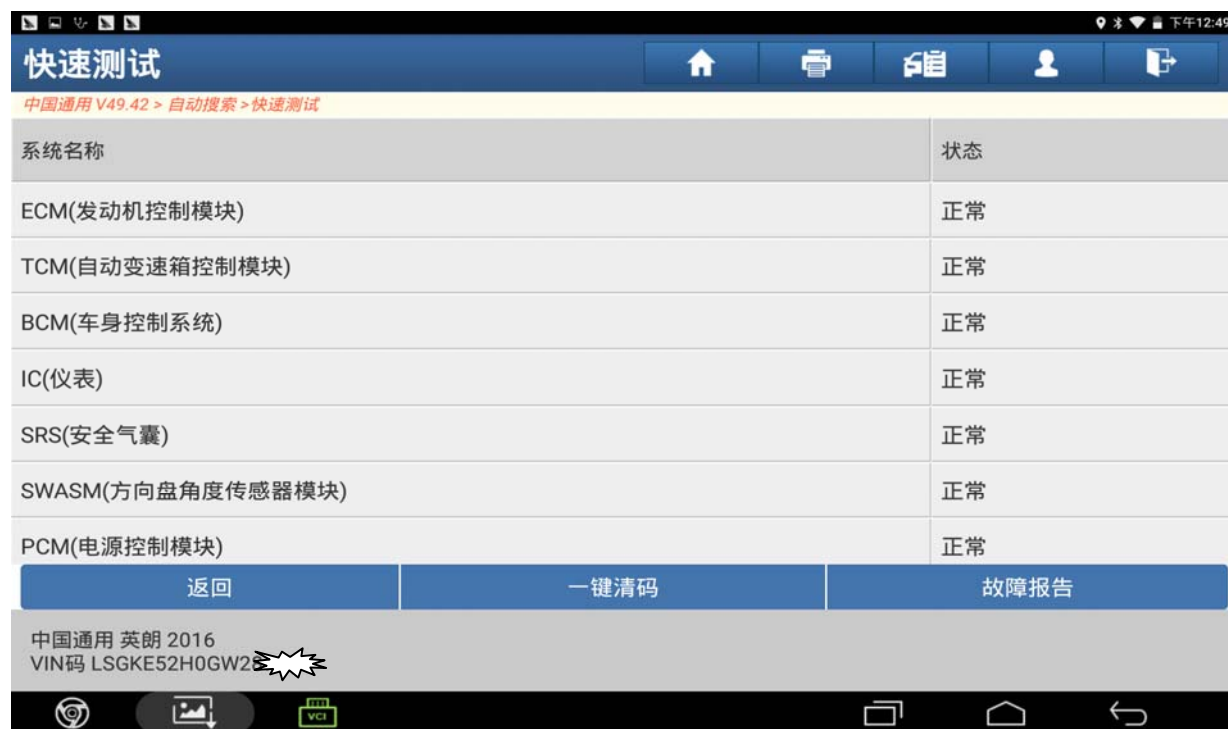 下午12:49
快速测试
中国通用 V49.42 > 自动搜索 > 快速测试
系统名称 状态
ECM(发动机控制模块) 正常
TCM(自动变速箱控制模块) 正常
BCM(车身控制系统) 正常
IC(仪表) 正常
SRS(安全气囊) 正常
SWASM(方向盘角度传感器模块) 正常
PCM(电源控制模块) 正常
返回 一键清码 故障报告
中国通用 英朗 2016
VIN码 LSGKE52H0GW2
VCI